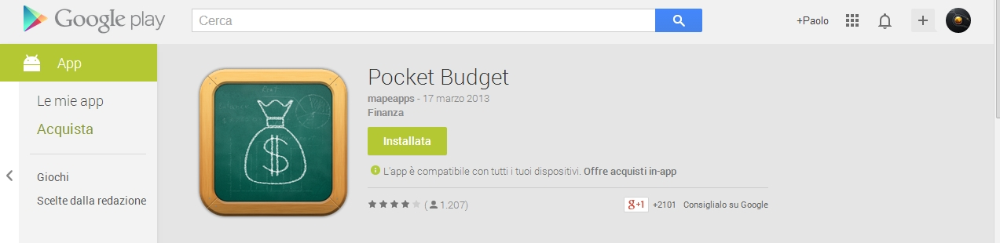 Google play
Cerca
+Paolo
App
Le mie app
Acquista
Giochi
Scelte dalla redazione
$
Pocket Budget
mapeapps - 17 marzo 2013
Finanza
Installata
L'app è compatibile con tutti i tuoi dispositivi. Offre acquisti in-app
( 1.207)
g+1 +2101 Consiglialo su Google